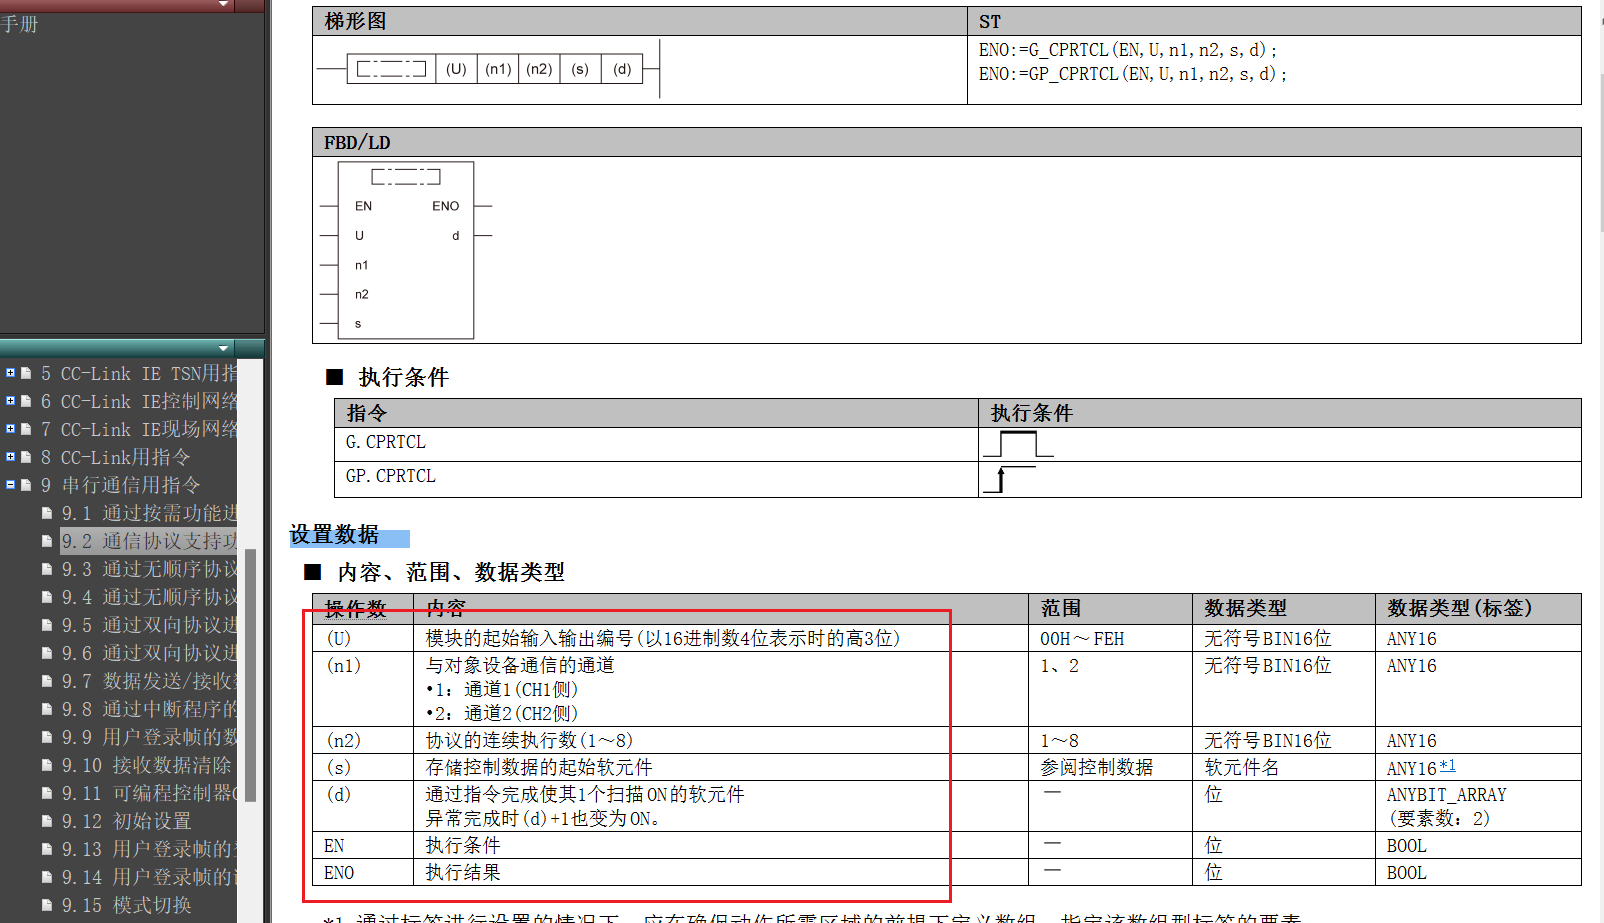 手册
5 CC-Link IE TSN用指
6 CC-Link IE控制网络
7 CC-Link IE现场网络
8 CC-Link用指令
9 串行通信用指令
9.1 通过按需功能进
9.2 通信协议支持功
9.3 通过无顺序协议
9.4 通过无顺序协议
9.5 通过双向协议进
9.6 通过双向协议进
9.7 数据发送/接收
9.8 通过中断程序的
9.9 用户登录帧的数
9.10 接收数据清除
9.11 可编程控制器
9.12 初始设置
9.13 用户登录帧的
9.14 用户登录帧的
9.15 模式切换
梯形图 ST
(U) (n1) (n2) (s) (d)
ENO:=G_CPRTCL(EN,U,n1,n2,s,d);
ENO:=GP_CPRTCL(EN,U,n1,n2,s,d);
FBD/LD
EN ENO
U d
n1
n2
s
■ 执行条件
指令 执行条件
G.CPRTCL
GP.CPRTCL
设置数据
■ 内容、范围、数据类型
操作数 内容 范围 数据类型 数据类型(标签)
(U) 模块的起始输入输出编号(以16进制数4位表示时的高3位) 00H～FEH 无符号BIN16位 ANY16
(n1) 与对象设备通信的通道 1、2 无符号BIN16位 ANY16
•1: 通道1(CH1侧)
•2: 通道2(CH2侧)
(n2) 协议的连续执行数(1～8) 1～8 无符号BIN16位 ANY16
(s) 存储控制数据的起始软元件 参阅控制数据 软元件名 ANY16*1
(d) 通过指令完成使其1个扫描ON的软元件 — 位 ANYBIT_ARRAY
异常完成时(d)+1也变为ON。 (要素数: 2)
EN 执行条件 — 位 BOOL
ENO 执行结果 — 位 BOOL
*1 通过标签进行设置的情况下，应在确保动作所需区域的前提下定义数组，指定该数组型标签的要素